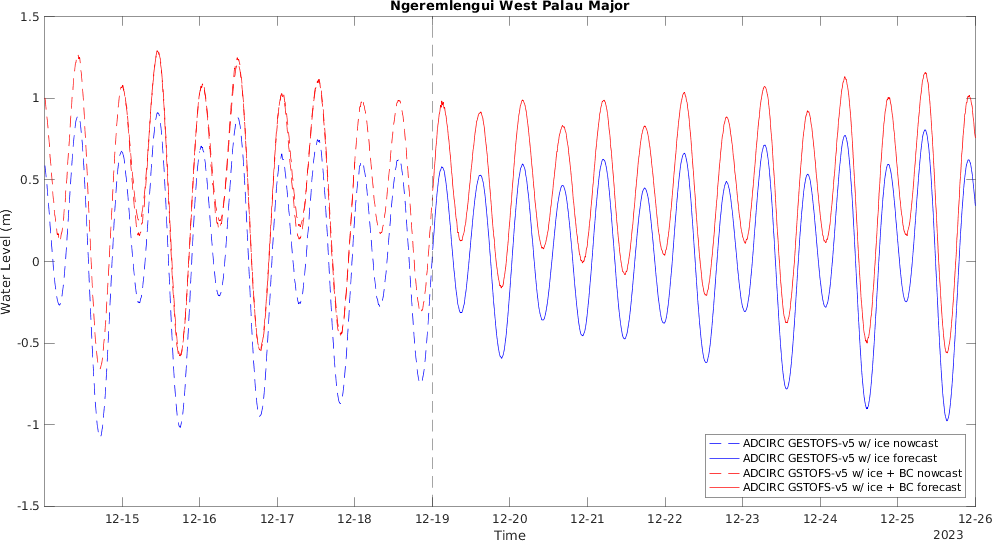 Ngeremlengui West Palau Major
1.5
1
0.5
0
-0.5
-1
-1.5
Water Level (m)
12-15 12-16 12-17 12-18 12-19 12-20 12-21 12-22 12-23 12-24 12-25 12-26
Time
2023
ADCIRC GESTOFS-v5 w/ ice nowcast
ADCIRC GESTOFS-v5 w/ ice forecast
ADCIRC GSTOFS-v5 w/ ice + BC nowcast
ADCIRC GSTOFS-v5 w/ ice + BC forecast